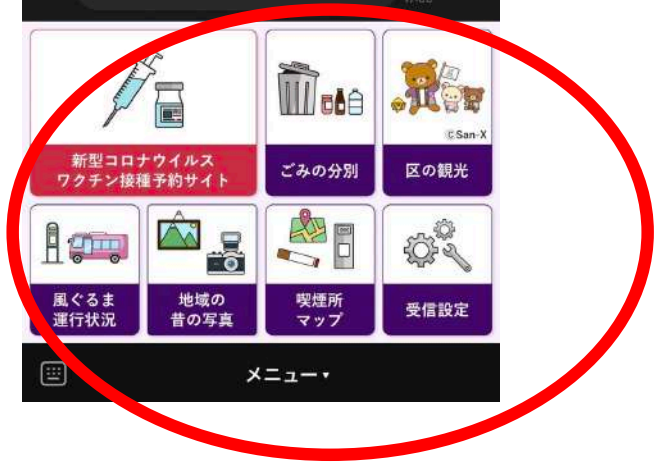 ©San-X
新型コロナウイルス
ワクチン接種予約サイト
ごみの分別
区の観光
風ぐるま
運行状況
地域の
昔の写真
喫煙所
マップ
受信設定
メニュー▾